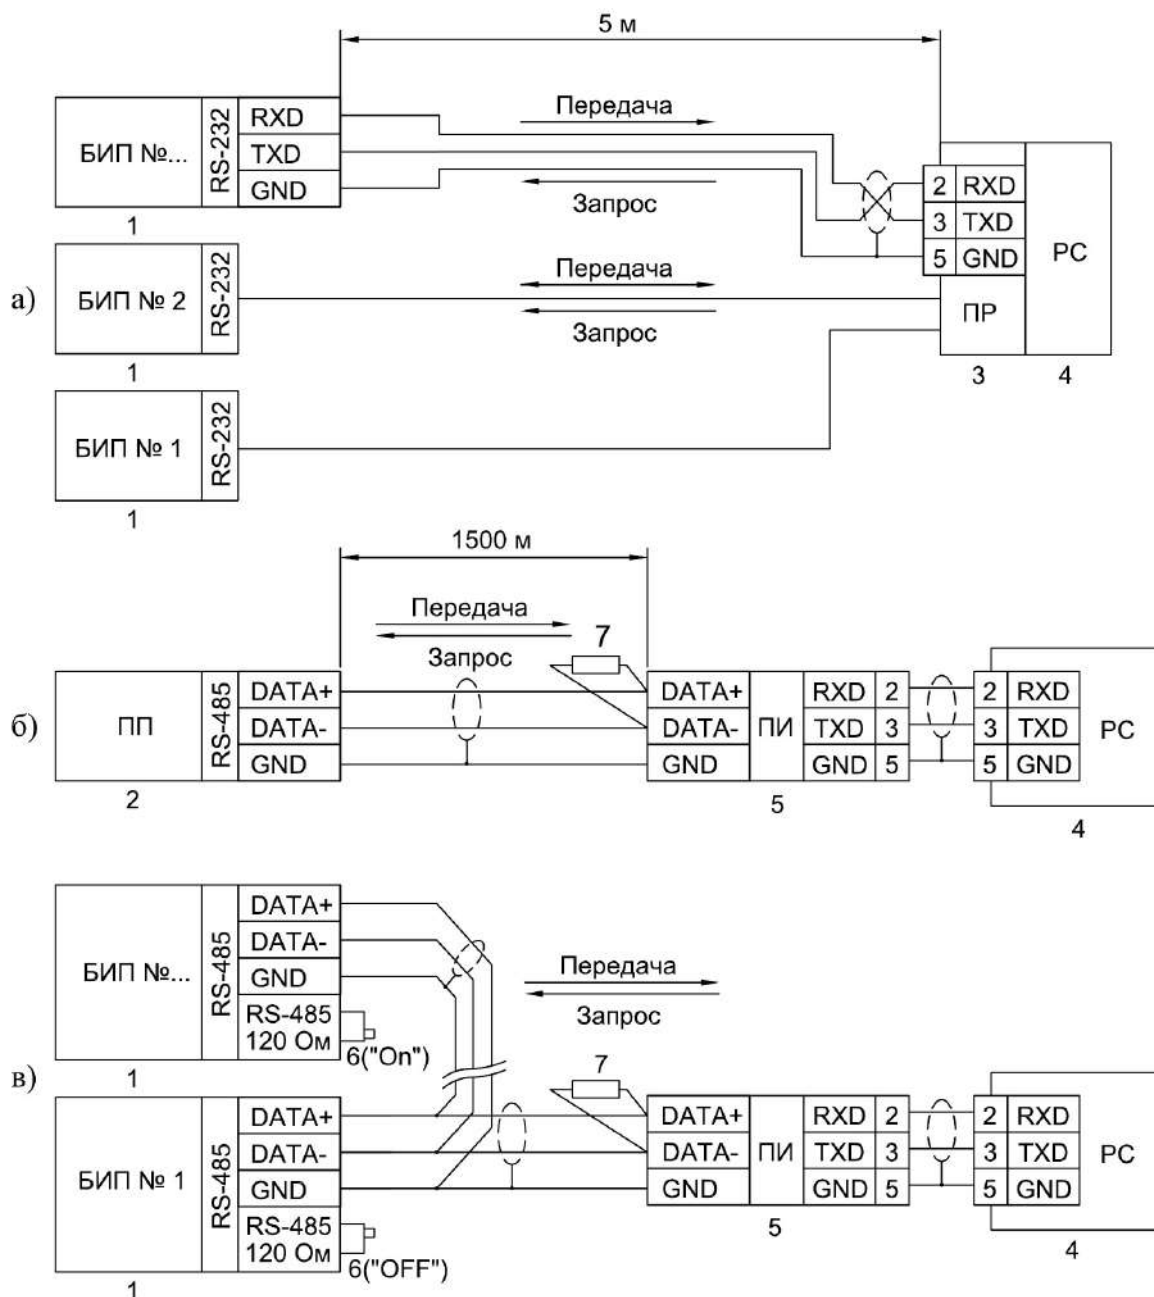 5 м
а)
БИП №...
RS-232
RXD
TXD
GND
1
Передача
Запрос
2 RXD
3 TXD
5 GND
ПР
3
РС
4
БИП № 2
RS-232
1
Передача
Запрос
БИП № 1
RS-232
1
1500 м
б)
Передача
Запрос
7
ПП
RS-485
DATA+
DATA-
GND
2
DATA+
DATA-
GND
ПИ
RXD 2
TXD 3
GND 5
5
2 RXD
3 TXD
5 GND
РС
4
в)
БИП №...
RS-485
DATA+
DATA-
GND
RS-485
120 Ом
6("On")
1
Передача
Запрос
7
БИП № 1
RS-485
DATA+
DATA-
GND
RS-485
120 Ом
6("OFF")
1
DATA+
DATA-
GND
ПИ
RXD 2
TXD 3
GND 5
5
2 RXD
3 TXD
5 GND
РС
4